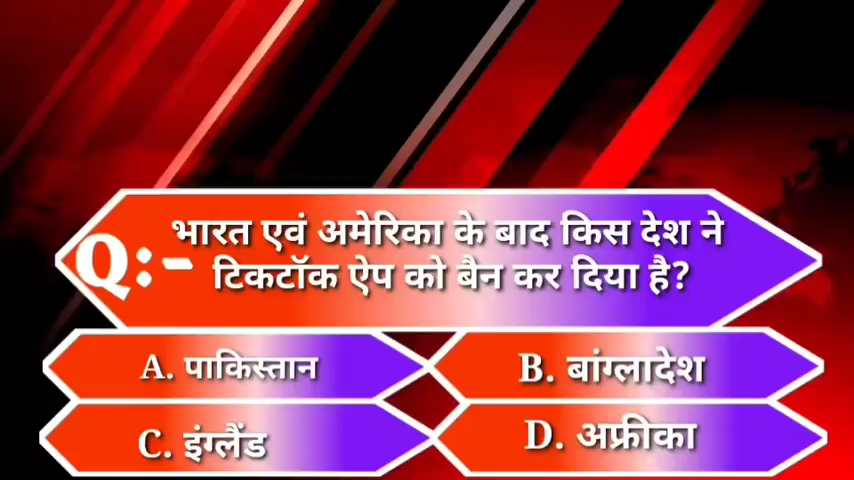 Q:- भारत एवं अमेरिका के बाद किस देश ने
टिकटॉक ऐप को बैन कर दिया है?
A. पाकिस्तान
B. बांग्लादेश
C. इंग्लैंड
D. अफ्रीका